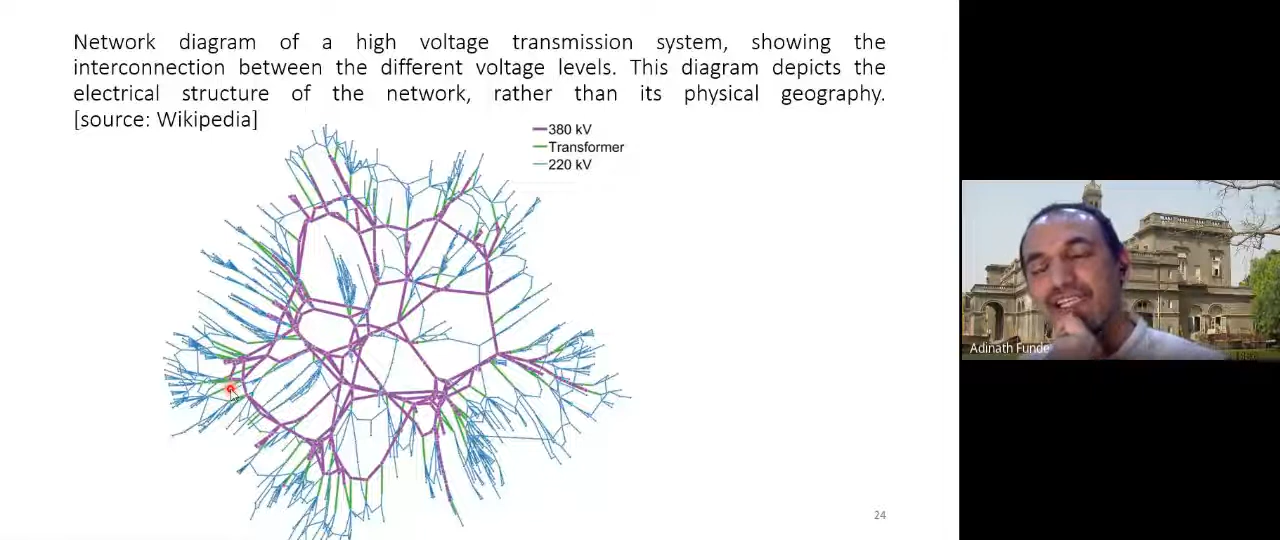 Network diagram of a high voltage transmission system, showing the
interconnection between the different voltage levels. This diagram depicts the
electrical structure of the network, rather than its physical geography.
[source: Wikipedia]
380 kV
Transformer
220 kV
Adinath Funde
24